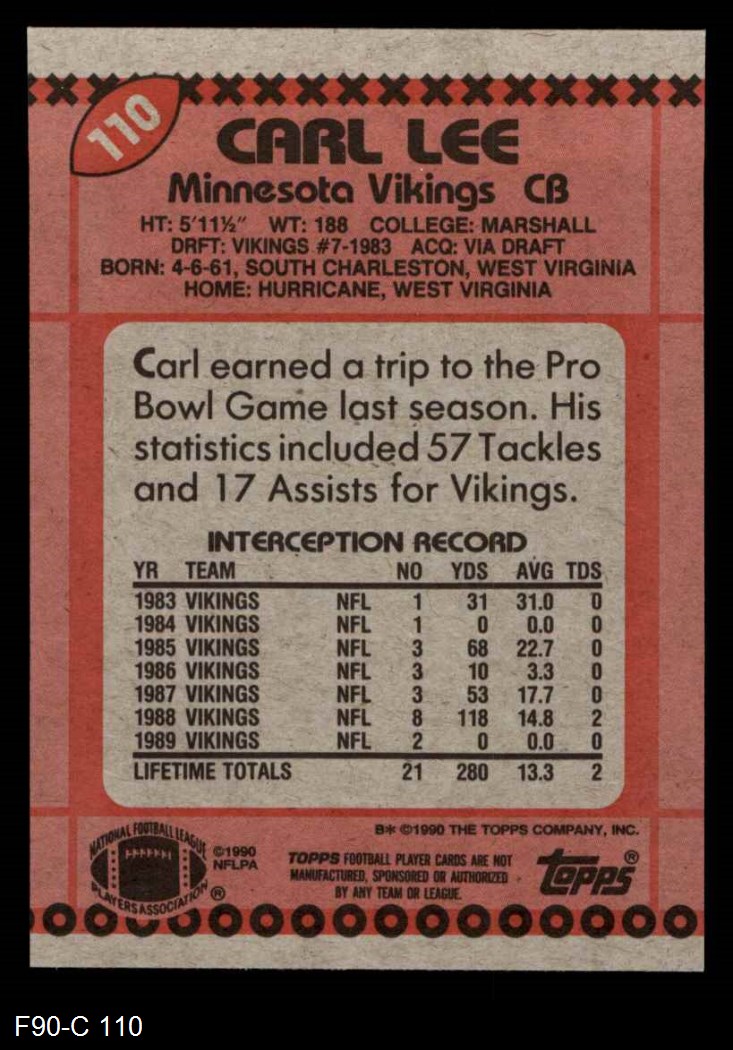 110
CARL LEE
Minnesota Vikings CB
HT: 5'11½" WT: 188 COLLEGE: MARSHALL
DRFT: VIKINGS #7-1983 ACQ: VIA DRAFT
BORN: 4-6-61, SOUTH CHARLESTON, WEST VIRGINIA
HOME: HURRICANE, WEST VIRGINIA
Carl earned a trip to the Pro
Bowl Game last season. His
statistics included 57 Tackles
and 17 Assists for Vikings.
INTERCEPTION RECORD
YR TEAM NO YDS AVG TDS
1983 VIKINGS NFL 1 31 31.0 0
1984 VIKINGS NFL 1 0 0.0 0
1985 VIKINGS NFL 3 68 22.7 0
1986 VIKINGS NFL 3 10 3.3 0
1987 VIKINGS NFL 3 53 17.7 0
1988 VIKINGS NFL 8 118 14.8 2
1989 VIKINGS NFL 2 0 0.0 0
LIFETIME TOTALS 21 280 13.3 2
B* ©1990 THE TOPPS COMPANY, INC.
NATIONAL FOOTBALL LEAGUE
PLAYERS ASSOCIATION ®
©1990
NFLPA
TOPPS FOOTBALL PLAYER CARDS ARE NOT
MANUFACTURED, SPONSORED OR AUTHORIZED
BY ANY TEAM OR LEAGUE.
topps®
F90-C 110